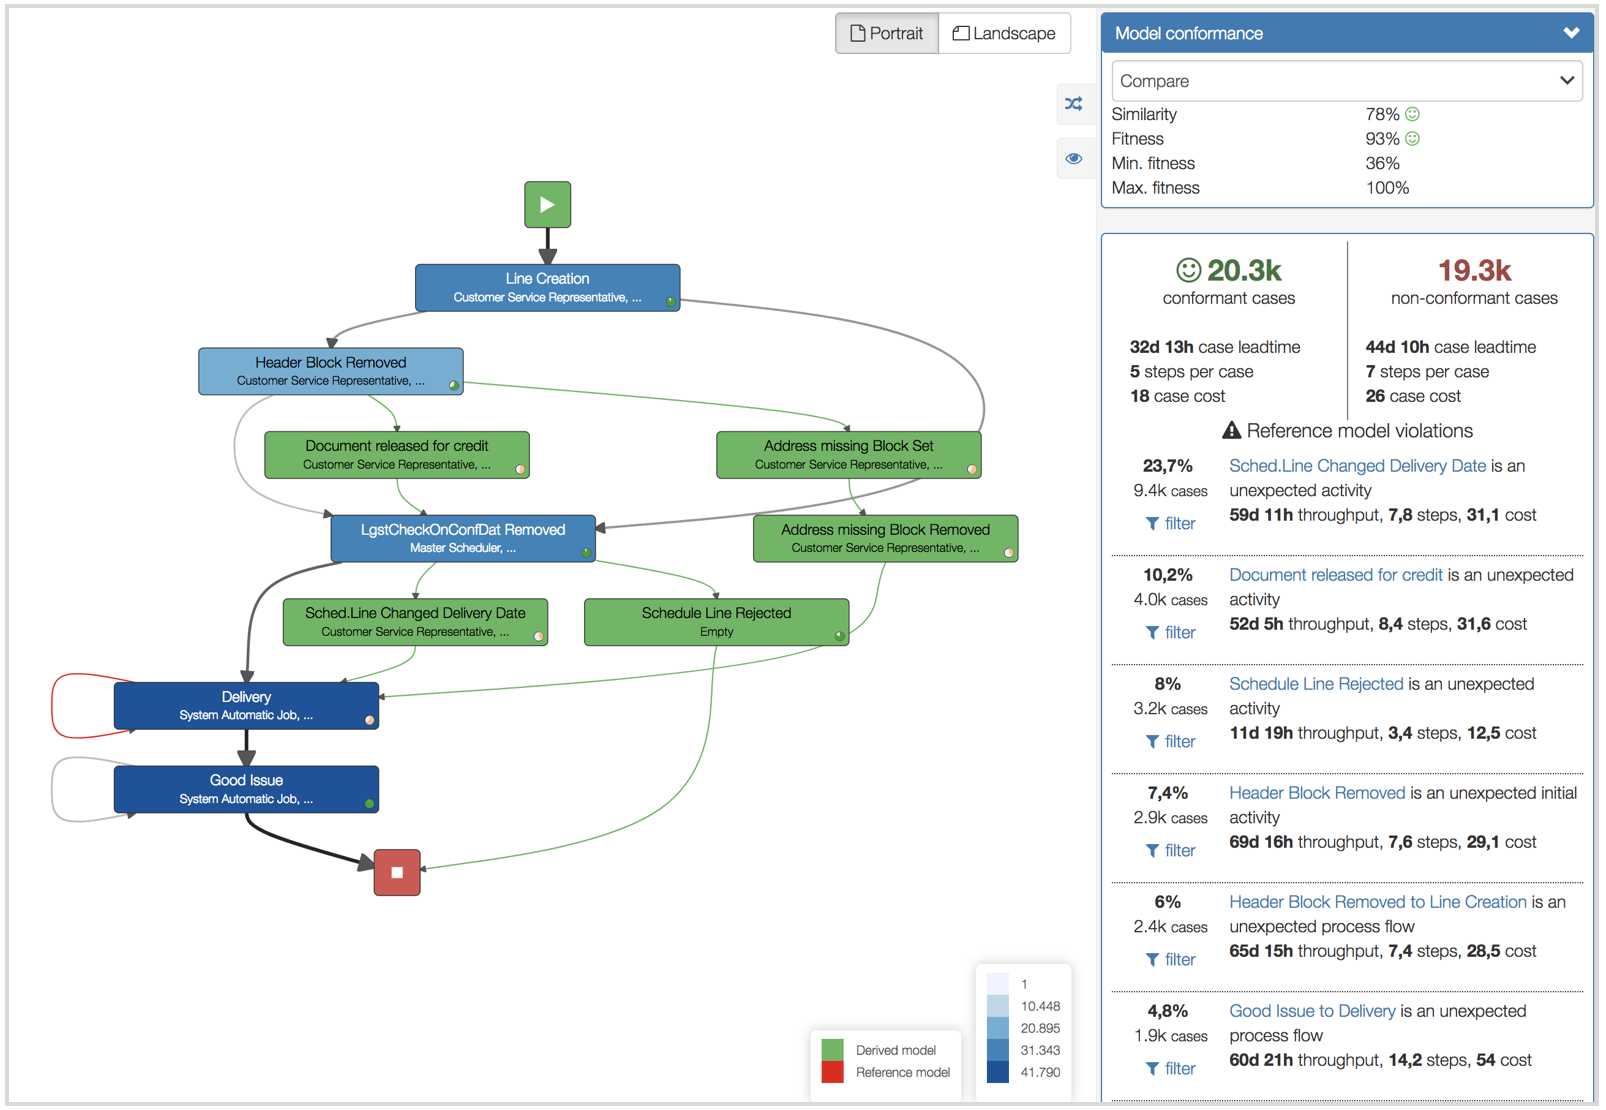 Portrait
Landscape
Line Creation
Customer Service Representative, ...
Header Block Removed
Customer Service Representative, ...
Document released for credit
Customer Service Representative, ...
Address missing Block Set
Customer Service Representative, ...
LgstCheckOnConfDat Removed
Master Scheduler, ...
Address missing Block Removed
Customer Service Representative, ...
Sched.Line Changed Delivery Date
Customer Service Representative, ...
Schedule Line Rejected
Empty
Delivery
System Automatic Job, ...
Good Issue
System Automatic Job, ...
Derived model
Reference model
1
10.448
20.895
31.343
41.790
Model conformance
Compare
Similarity 78%
Fitness 93%
Min. fitness 36%
Max. fitness 100%
20.3k
conformant cases
32d 13h case leadtime
5 steps per case
18 case cost
19.3k
non-conformant cases
44d 10h case leadtime
7 steps per case
26 case cost
Reference model violations
23,7%
9.4k cases
filter
Sched.Line Changed Delivery Date is an
unexpected activity
59d 11h throughput, 7,8 steps, 31,1 cost
10,2%
4.0k cases
filter
Document released for credit is an unexpected
activity
52d 5h throughput, 8,4 steps, 31,6 cost
8%
3.2k cases
filter
Schedule Line Rejected is an unexpected
activity
11d 19h throughput, 3,4 steps, 12,5 cost
7,4%
2.9k cases
filter
Header Block Removed is an unexpected initial
activity
69d 16h throughput, 7,6 steps, 29,1 cost
6%
2.4k cases
filter
Header Block Removed to Line Creation is an
unexpected process flow
65d 15h throughput, 7,4 steps, 28,5 cost
4,8%
1.9k cases
filter
Good Issue to Delivery is an unexpected
process flow
60d 21h throughput, 14,2 steps, 54 cost